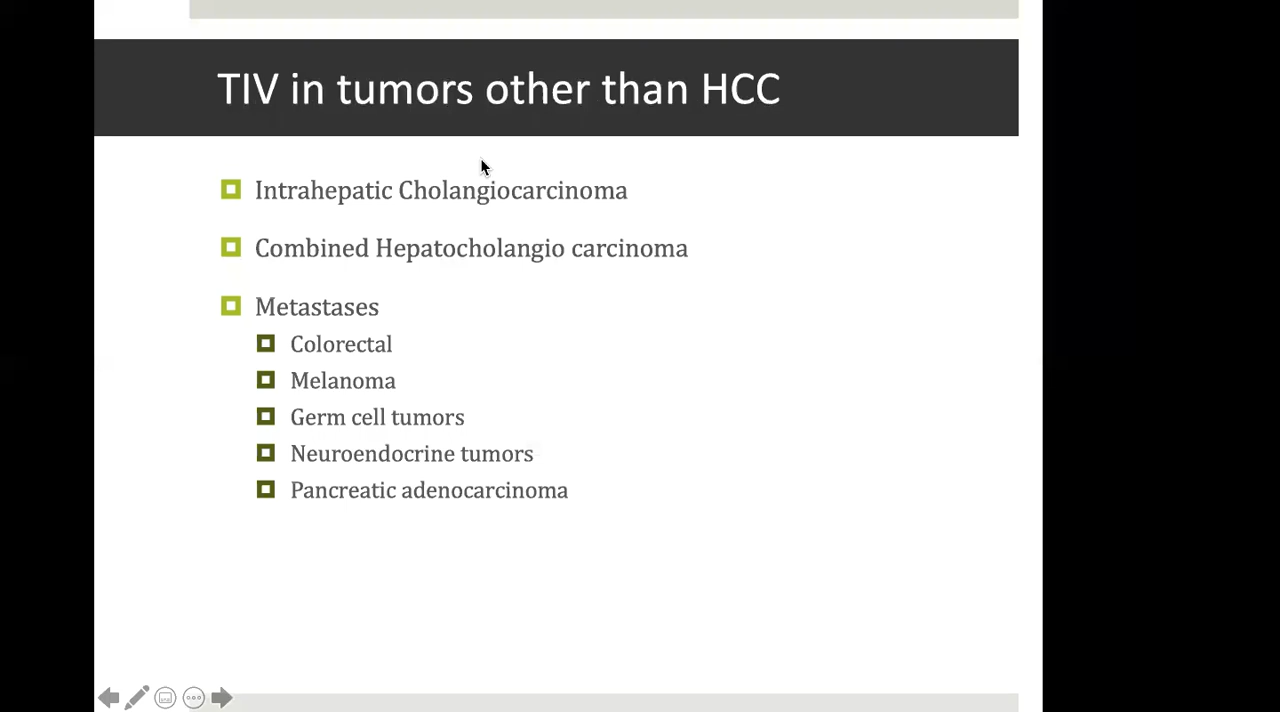 TIV in tumors other than HCC
Intrahepatic Cholangiocarcinoma
Combined Hepatocholangio carcinoma
Metastases
Colorectal
Melanoma
Germ cell tumors
Neuroendocrine tumors
Pancreatic adenocarcinoma